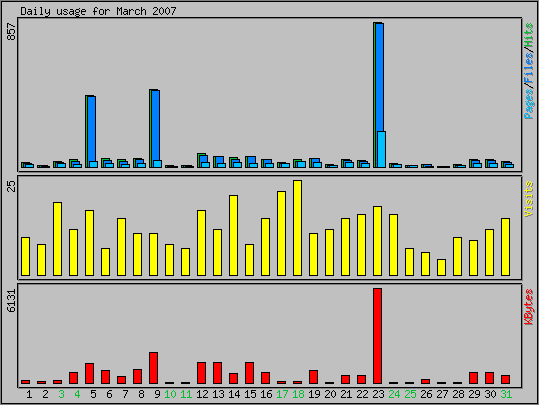 Daily usage for March 2007
857
Pages/Files/Hits
25
Visits
6131
KBytes
1 2 3 4 5 6 7 8 9 10 11 12 13 14 15 16 17 18 19 20 21 22 23 24 25 26 27 28 29 30 31